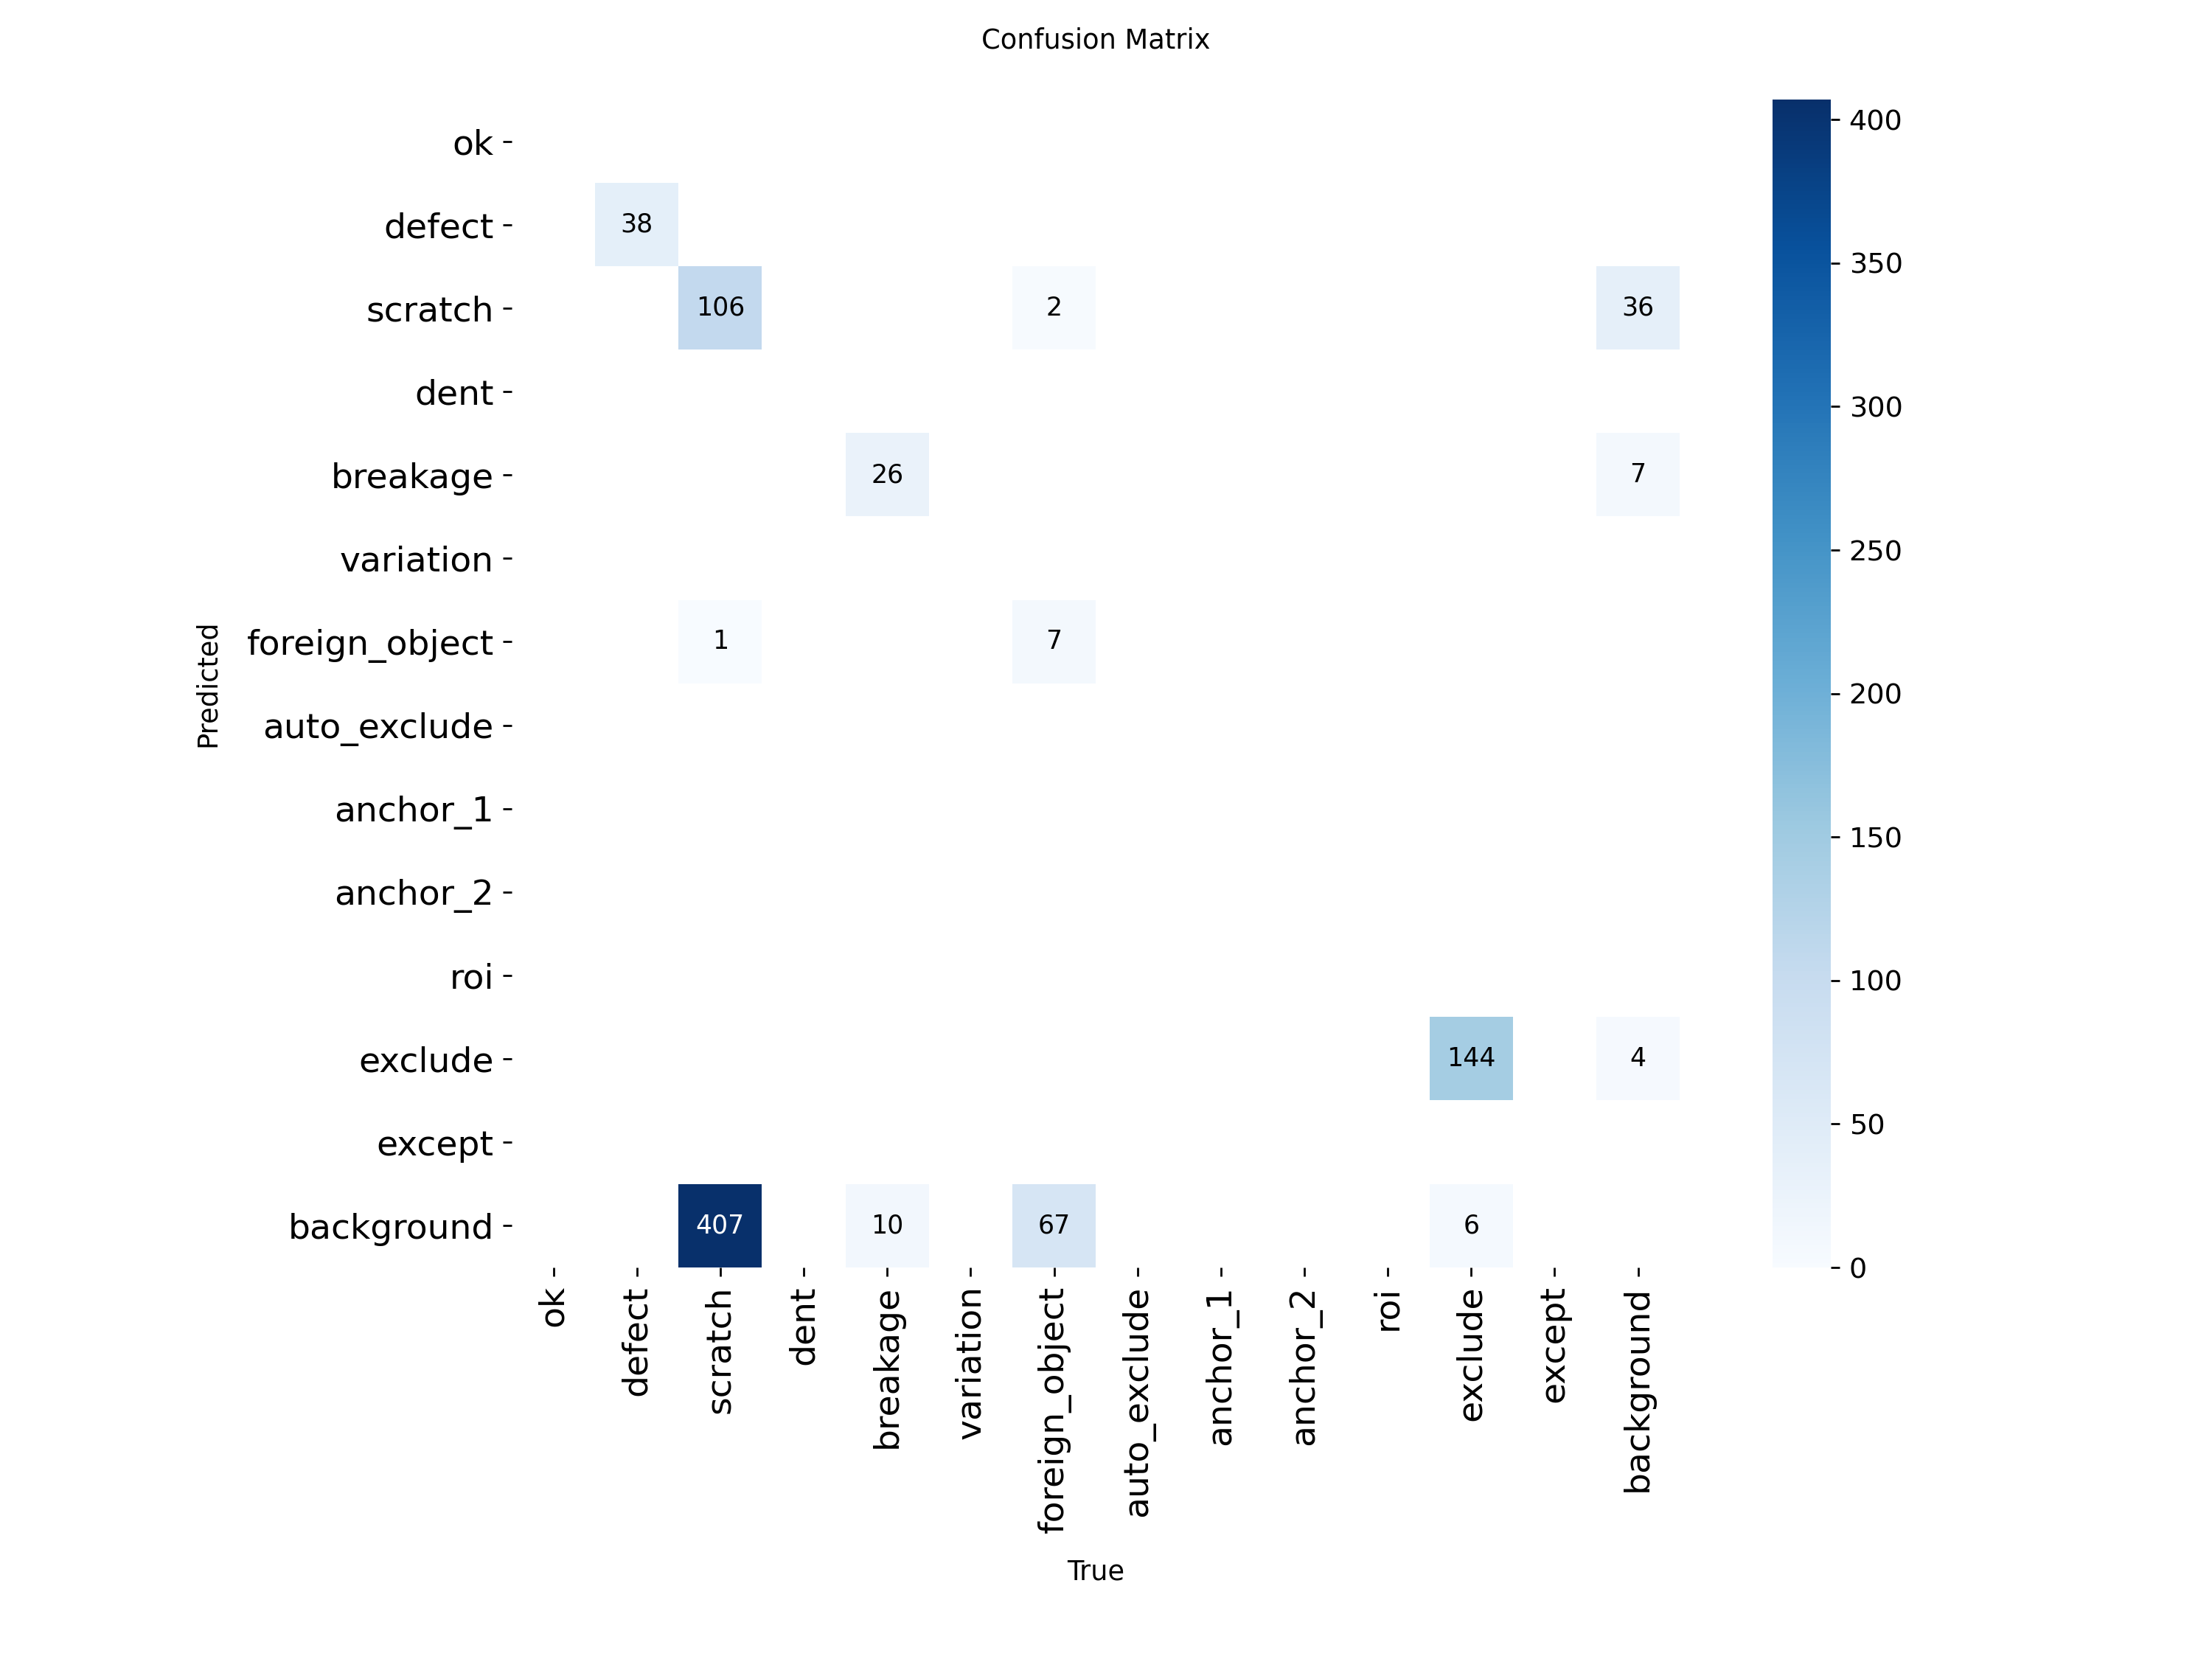 Confusion Matrix
ok
defect
scratch
dent
breakage
variation
foreign_object
auto_exclude
anchor_1
anchor_2
roi
exclude
except
background
Predicted
38
106 2 36
26 7
1 7
144 4
407 10 67 6
ok
defect
scratch
dent
breakage
variation
foreign_object
auto_exclude
anchor_1
anchor_2
roi
exclude
except
background
True
400
350
300
250
200
150
100
50
0